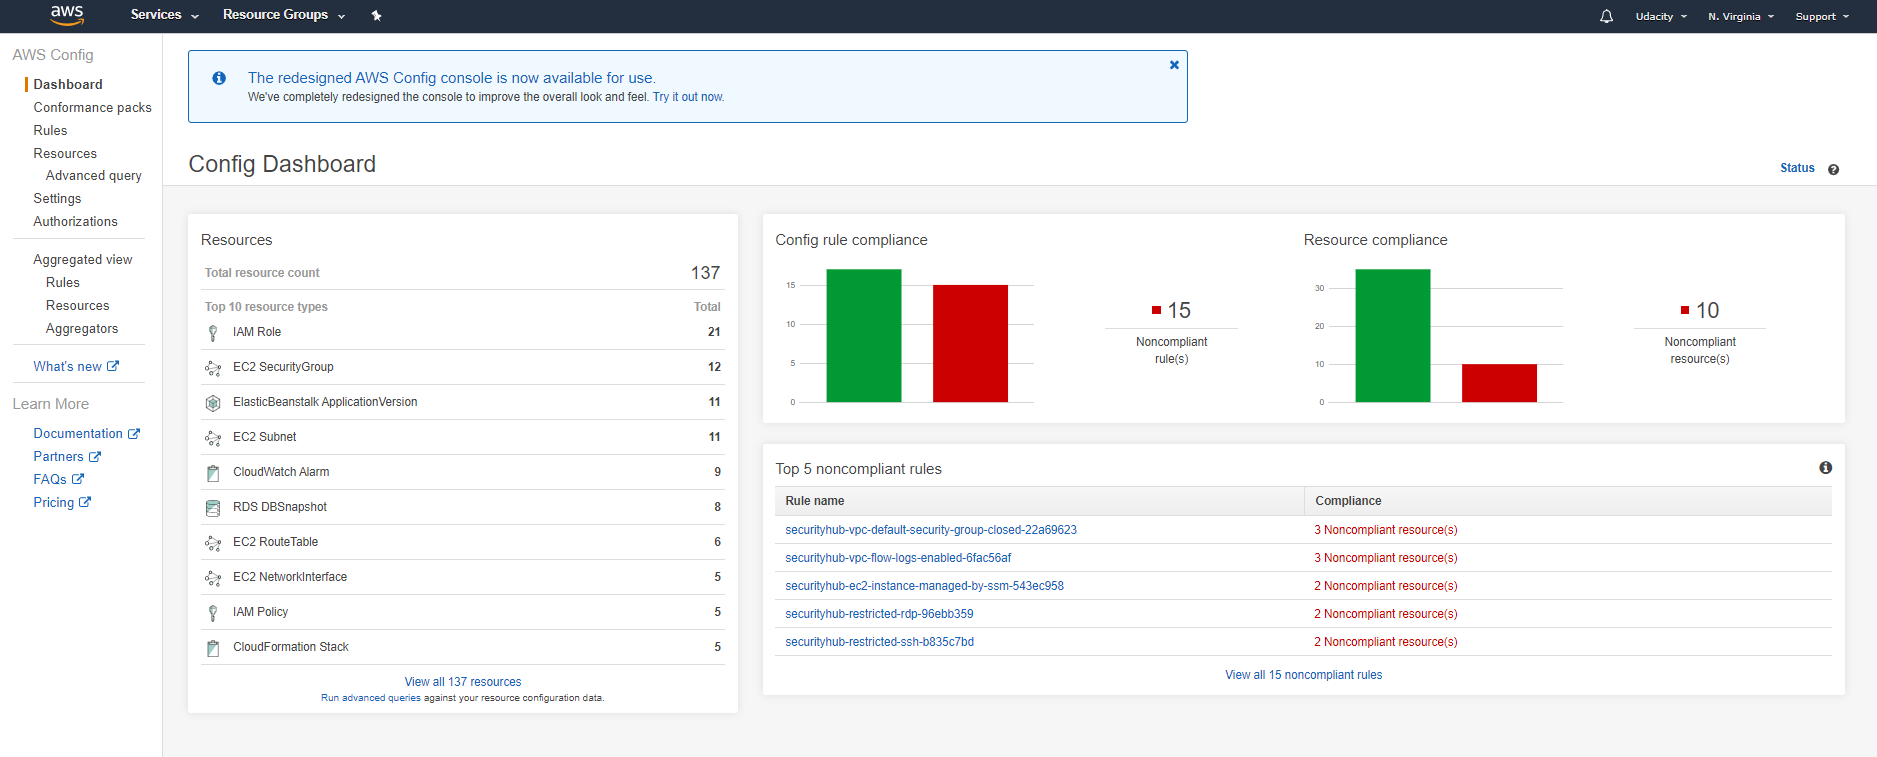 aws
Services
Resource Groups
Udacity
N. Virginia
Support
AWS Config
Dashboard
Conformance packs
Rules
Resources
Advanced query
Settings
Authorizations
Aggregated view
Rules
Resources
Aggregators
What's new
Learn More
Documentation
Partners
FAQs
Pricing
The redesigned AWS Config console is now available for use.
We've completely redesigned the console to improve the overall look and feel. Try it out now.
Config Dashboard
Status
Resources
Total resource count 137
Top 10 resource types Total
IAM Role 21
EC2 SecurityGroup 12
ElasticBeanstalk ApplicationVersion 11
EC2 Subnet 11
CloudWatch Alarm 9
RDS DBSnapshot 8
EC2 RouteTable 6
EC2 NetworkInterface 5
IAM Policy 5
CloudFormation Stack 5
View all 137 resources
Run advanced queries against your resource configuration data.
Config rule compliance
15
10
5
0
15
Noncompliant
rule(s)
Resource compliance
30
20
10
0
10
Noncompliant
resource(s)
Top 5 noncompliant rules
Rule name Compliance
securityhub-vpc-default-security-group-closed-22a69623 3 Noncompliant resource(s)
securityhub-vpc-flow-logs-enabled-6fac56af 3 Noncompliant resource(s)
securityhub-ec2-instance-managed-by-ssm-543ec958 2 Noncompliant resource(s)
securityhub-restricted-rdp-96ebb359 2 Noncompliant resource(s)
securityhub-restricted-ssh-b835c7bd 2 Noncompliant resource(s)
View all 15 noncompliant rules